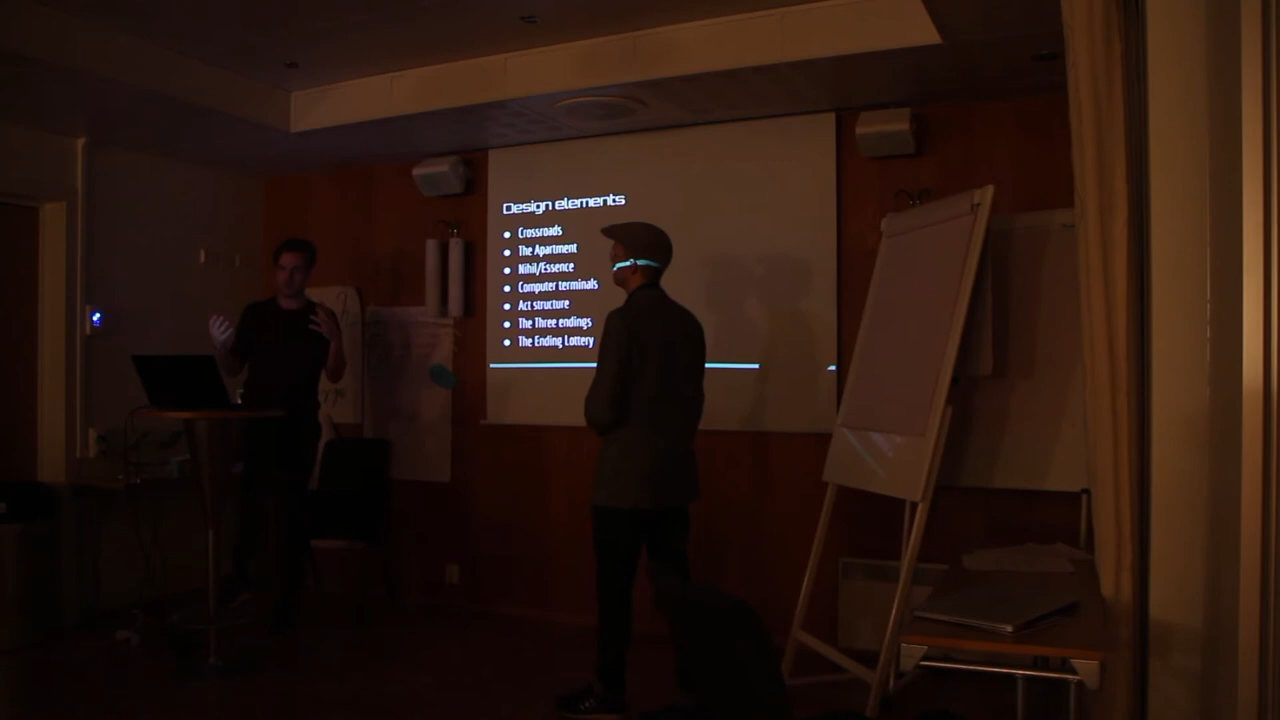 Design elements
Crossroads
The Apartment
Nihil/Essence
Computer terminals
Act structure
The Three endings
The Ending Lottery